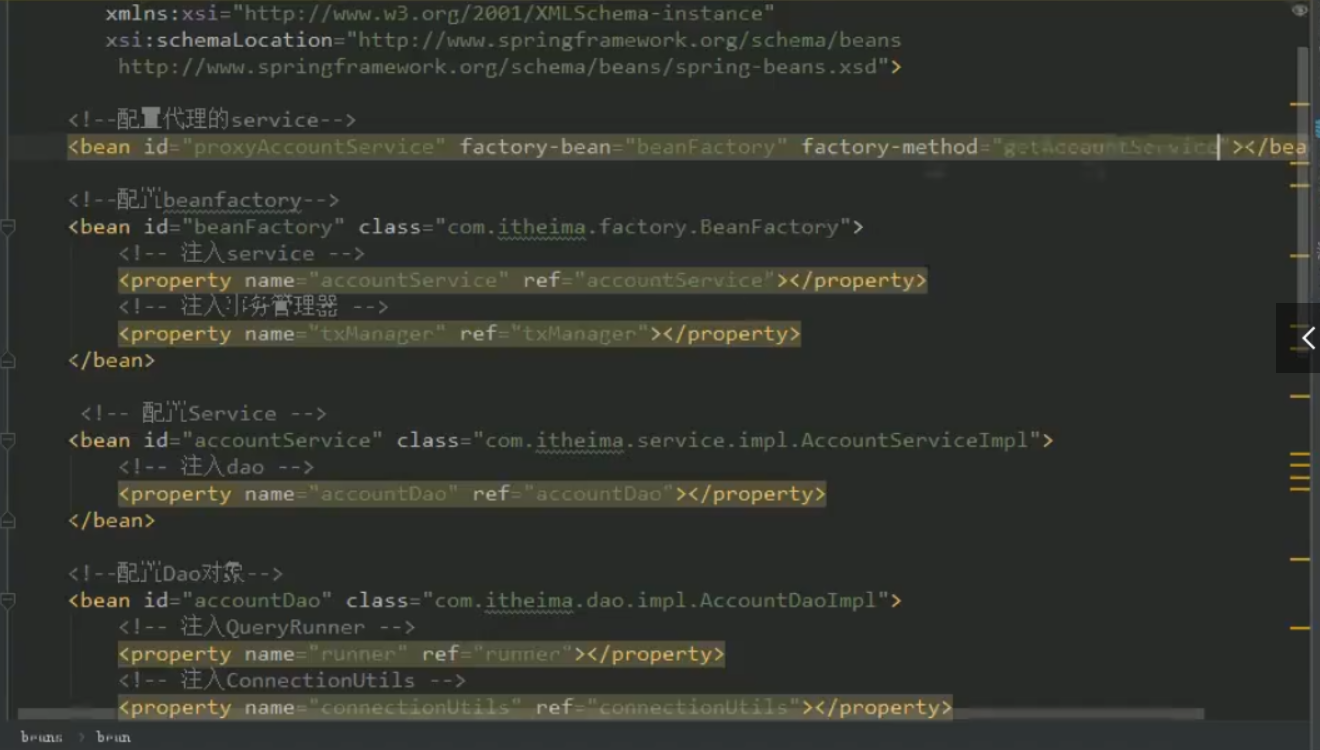 xmlns:xsi="http://www.w3.org/2001/XMLSchema-instance"
xsi:schemaLocation="http://www.springframework.org/schema/beans
http://www.springframework.org/schema/beans/spring-beans.xsd">
<!--配置代理的service-->
<bean id="proxyAccountService" factory-bean="beanFactory" factory-method="getAccountService"></bea
<!--配置beanfactory-->
<bean id="beanFactory" class="com.itheima.factory.BeanFactory">
<!-- 注入service -->
<property name="accountService" ref="accountService"></property>
<!-- 注入事务管理器 -->
<property name="txManager" ref="txManager"></property>
</bean>
<!-- 配置Service -->
<bean id="accountService" class="com.itheima.service.impl.AccountServiceImpl">
<!-- 注入dao -->
<property name="accountDao" ref="accountDao"></property>
</bean>
<!--配置Dao对象-->
<bean id="accountDao" class="com.itheima.dao.impl.AccountDaoImpl">
<!-- 注入QueryRunner -->
<property name="runner" ref="runner"></property>
<!-- 注入ConnectionUtils -->
<property name="connectionUtils" ref="connectionUtils"></property>
beans > bean